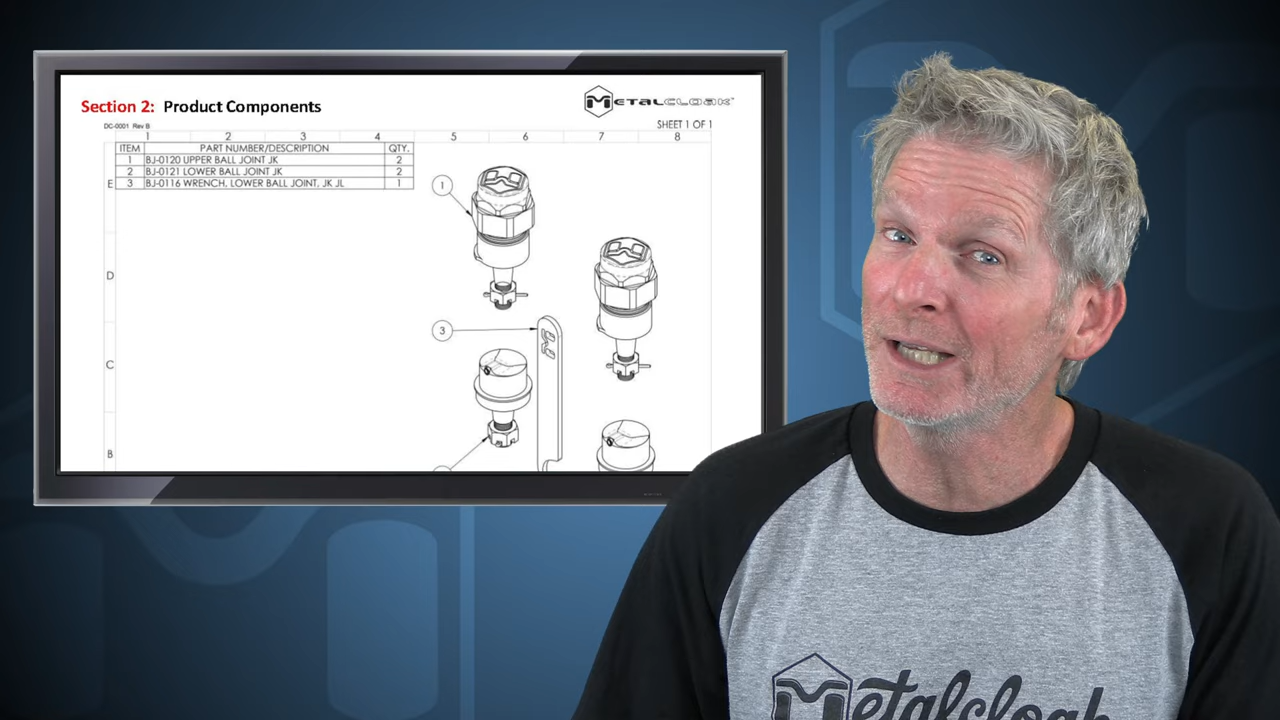 Section 2: Product Components
METALCLOAK
DC-0001 Rev B
SHEET 1 OF 1
1 2 3 4 5 6 7 8
ITEM PART NUMBER/DESCRIPTION QTY.
1 BJ-0120 UPPER BALL JOINT JK 2
2 BJ-0121 LOWER BALL JOINT JK 2
3 BJ-0116 WRENCH, LOWER BALL JOINT, JK JL 1
E
1
D
3
C
B
Metalcloak